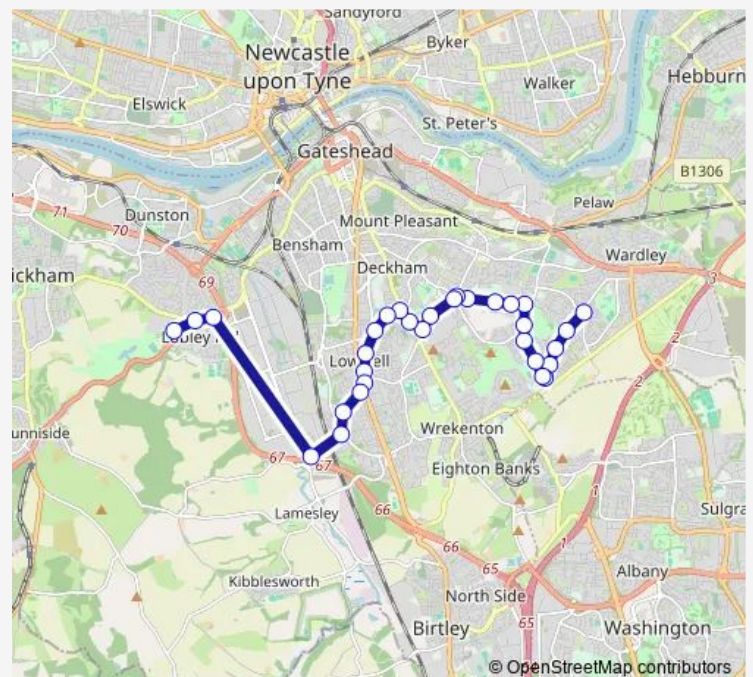 Sandyford
Newcastle
upon Tyne
Byker
Hebburn
Walker
Elswick
St. Peter's
Gateshead
B1306
71
70
Dunston
Pelaw
Mount Pleasant
Bensham
Wardley
ickham
Deckham
69
3
2
2
unniside
Wrekenton
67
67
Eighton Banks
1
Lamesley
66
Sulgra
1
66
65
Kibblesworth
Albany
North Side
65
Birtley
Washington
© OpenStreetMap contributors